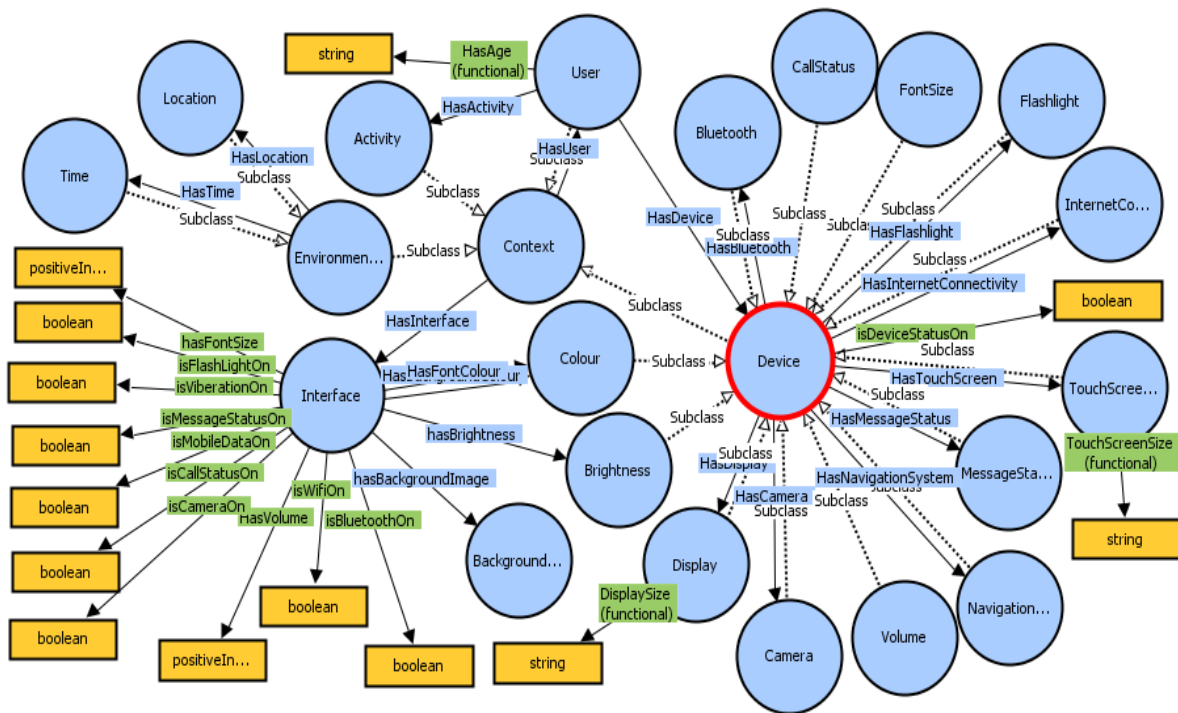 string
HasAge
(functional)
User
CallStatus
FontSize
Flashlight
Location
Activity
HasActivity
Bluetooth
HasUser
Subclass
Time
HasLocation
Subclass
HasTime
Subclass
Subclass
InternetCo...
Environmen...
Subclass
Context
HasDevice
Subclass
HasBluetooth
Subclass
Subclass
Subclass
HasFlashlight
Subclass
HasInternetConnectivity
positiveIn...
Subclass
boolean
boolean
HasInterface
hasFontSize
isFlashLightOn
isViberationOn
boolean
Interface
HasFontColour
Colour
Subclass
Device
isDeviceStatusOn
Subclass
HasTouchScreen
TouchScree...
isMessageStatusOn
isMobileDataOn
isCallStatusOn
isCameraOn
HasVolume
boolean
hasBrightness
Subclass
HasMessageStatus
Subclass
TouchScreenSize
(functional)
Brightness
Subclass
HasDisplay
hasBackgroundImage
isWifiOn
isBluetoothOn
HasCamera
Subclass
HasNavigationSystem
Subclass
Subclass
MessageSta...
boolean
string
boolean
Background...
Display
DisplaySize
(functional)
boolean
Navigation...
boolean
positiveIn...
boolean
string
Camera
Volume